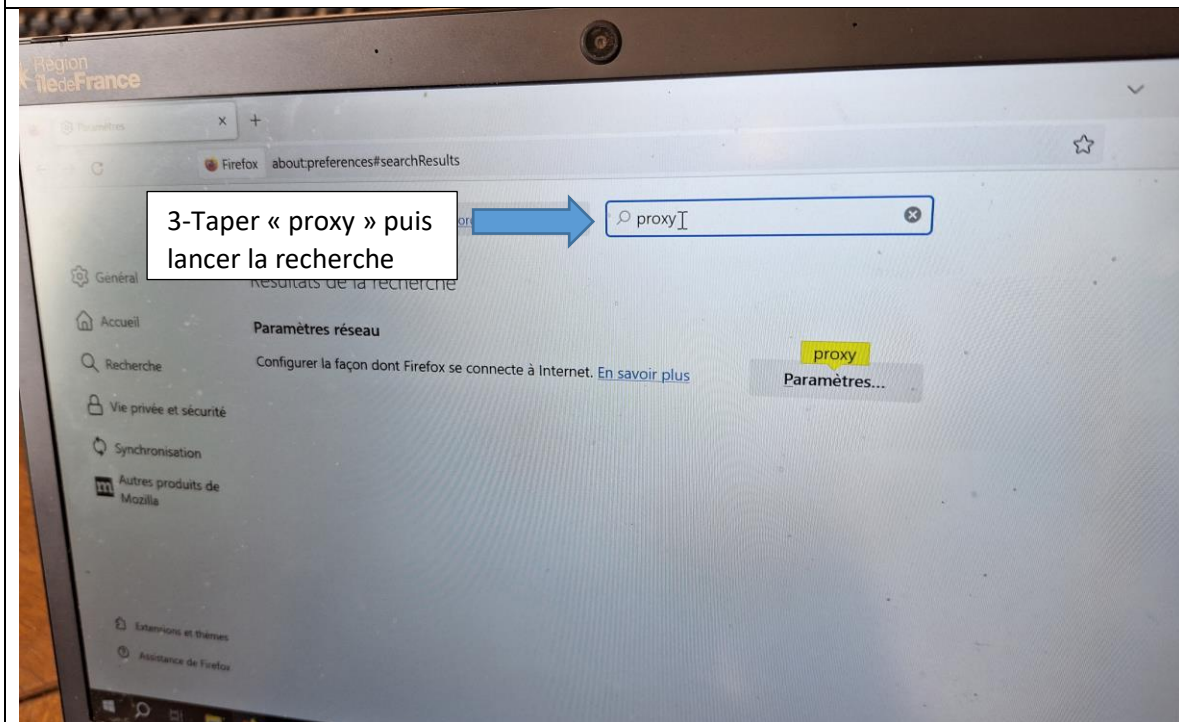 Région
îledeFrance
Paramètres
Firefox about:preferences#searchResults
3-Taper « proxy » puis
lancer la recherche
proxy
Général
Résultats de la recherche
Accueil
Paramètres réseau
Recherche
Configurer la façon dont Firefox se connecte à Internet. En savoir plus
proxy
Paramètres...
Vie privée et sécurité
Synchronisation
Autres produits de
Mozilla
Extensions et thèmes
Assistance de Firefox